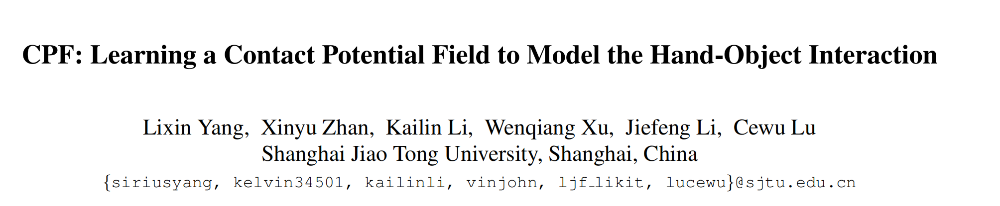 CPF: Learning a Contact Potential Field to Model the Hand-Object Interaction
Lixin Yang, Xinyu Zhan, Kailin Li, Wenqiang Xu, Jiefeng Li, Cewu Lu
Shanghai Jiao Tong University, Shanghai, China
{siriusyang, kelvin34501, kailinli, vinjohn, ljf_likit, lucewu}@sjtu.edu.cn